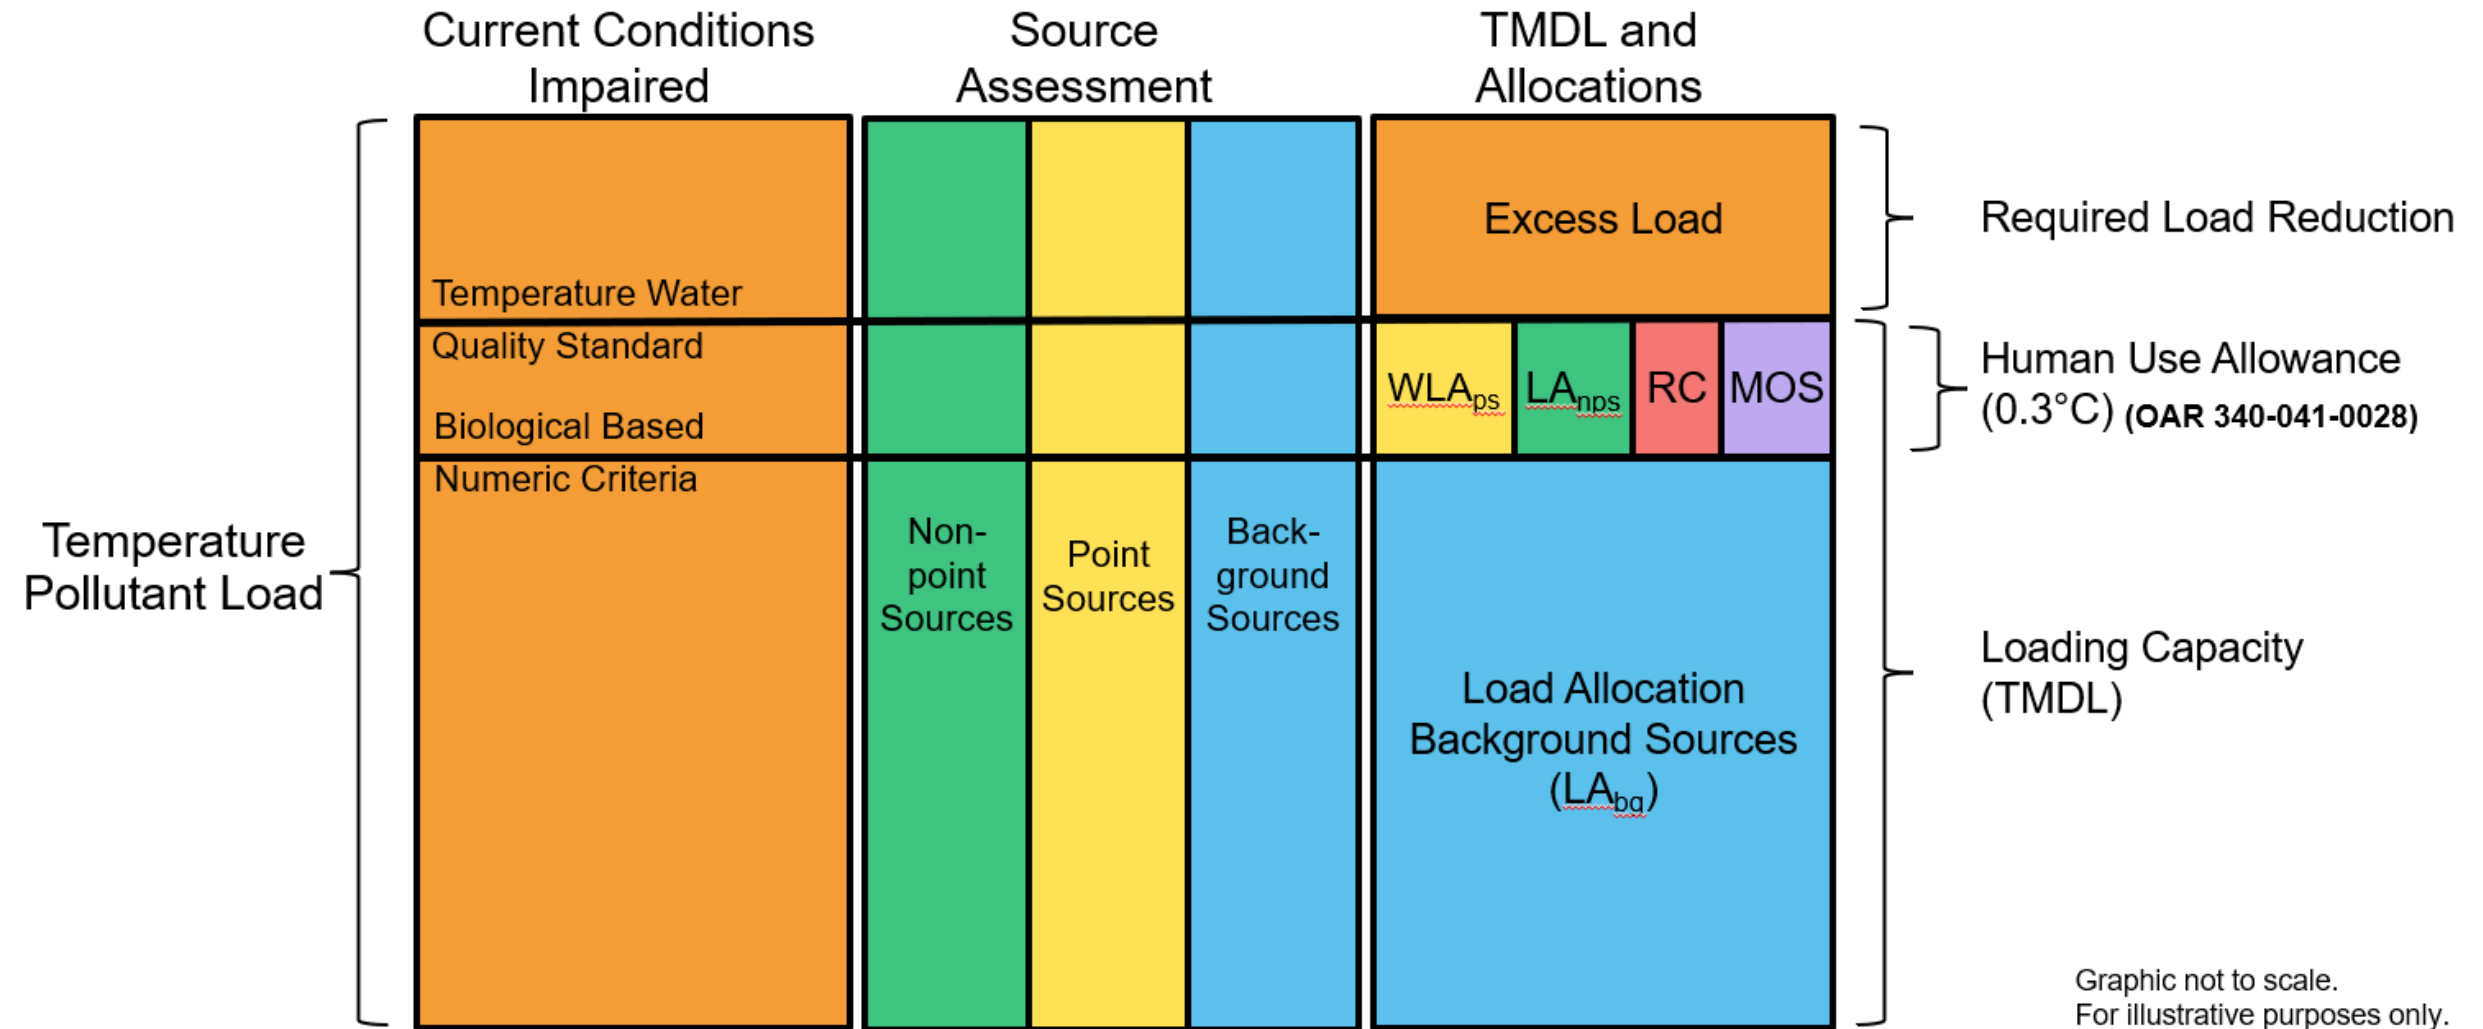 Current Conditions
Impaired
Source
Assessment
TMDL and
Allocations
Temperature
Pollutant Load
Temperature Water
Quality Standard
Biological Based
Numeric Criteria
Non-
point
Sources
Point
Sources
Back-
ground
Sources
Excess Load
WLAps
LAnps
RC
MOS
Load Allocation
Background Sources
(LAbg)
Required Load Reduction
Human Use Allowance
(0.3°C) (OAR 340-041-0028)
Loading Capacity
(TMDL)
Graphic not to scale.
For illustrative purposes only.